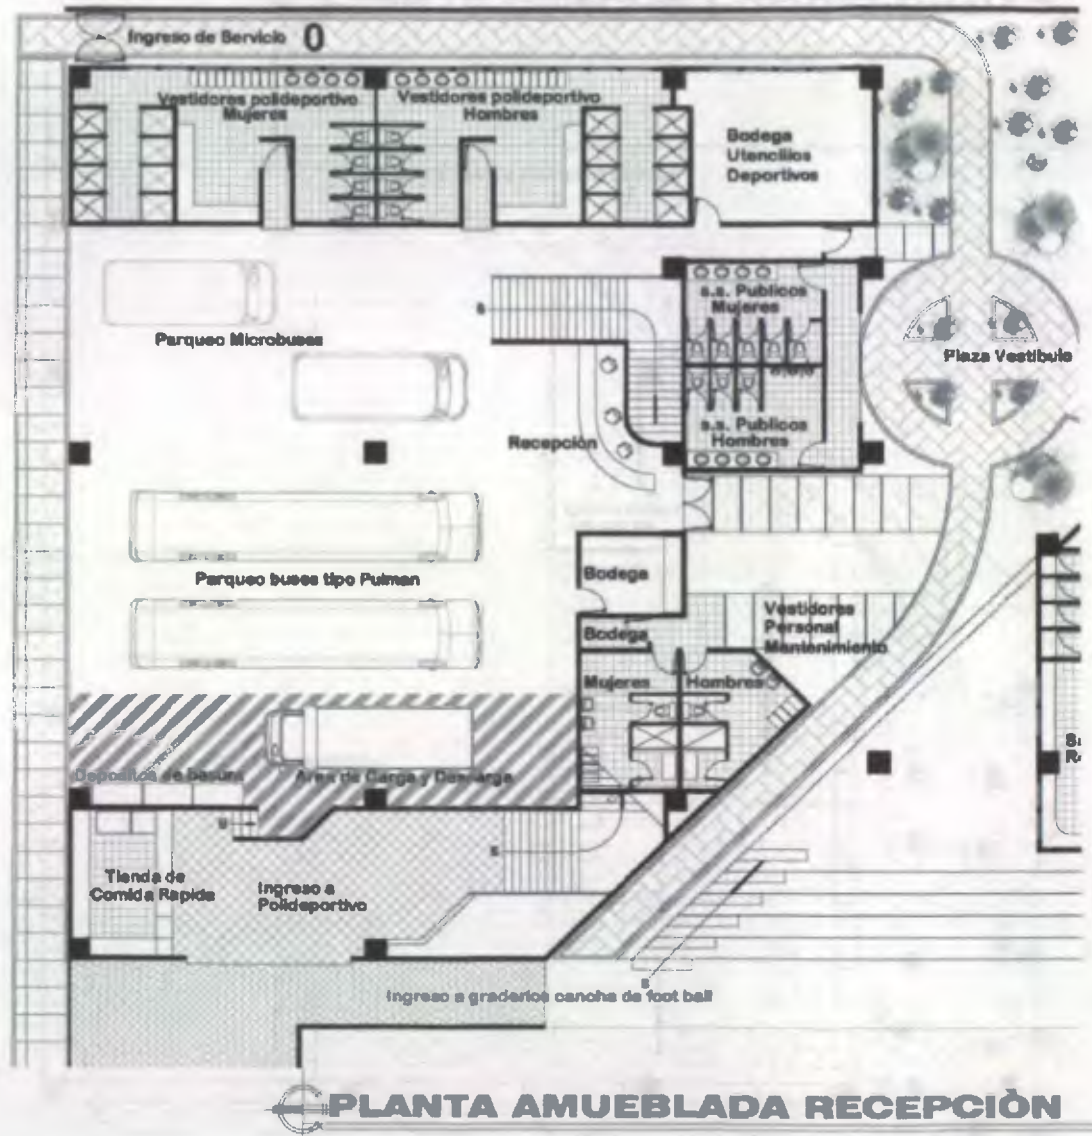 Ingreso de Servicio 0
Vestidores polideportivo
Mujeres
Vestidores polideportivo
Hombres
Bodega
Utencilios
Deportivos
s.s. Publicos
Mujeres
Parqueo Microbuses
Plaza Vestibulo
s.s. Publicos
Hombres
Recepción
Parqueo buses tipo Pulman
Bodega
Bodega
Vestidores
Personal
Mantenimiento
Mujeres
Hombres
Depositos de basura
Area de Carga y Descarga
Tienda de
Comida Rapida
Ingreso a
Polideportivo
s
s
s
s
Ingreso a graderios cancha de foot ball
PLANTA AMUEBLADA RECEPCIÒN